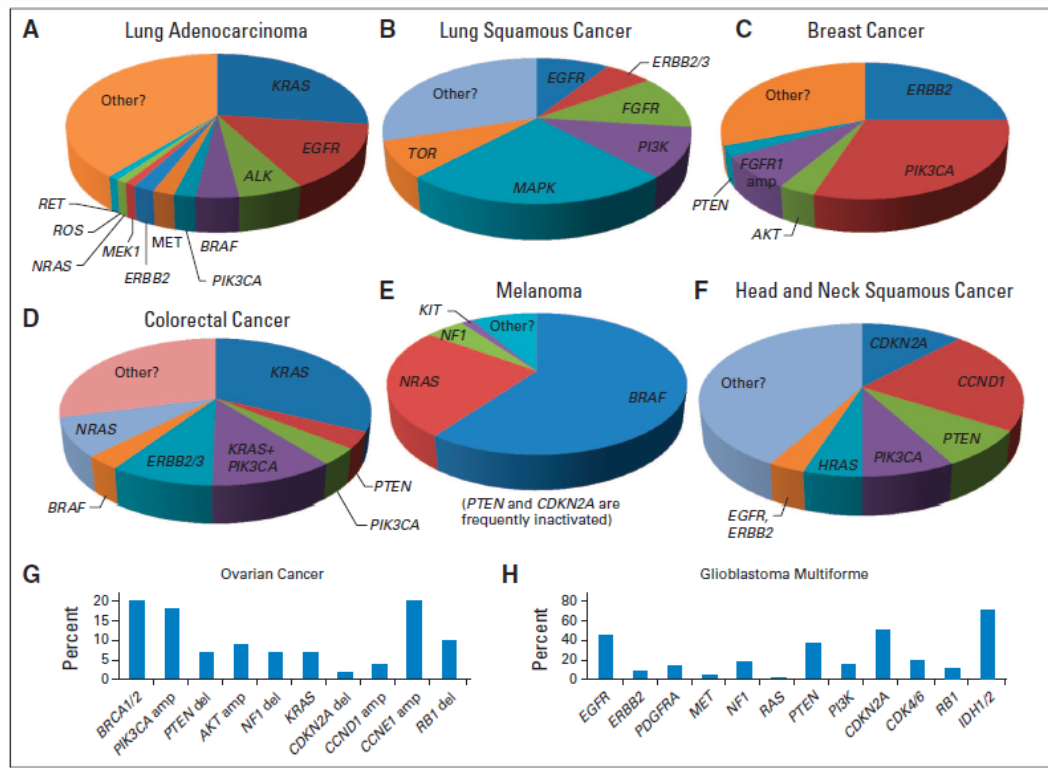 A
Lung Adenocarcinoma
Other?
KRAS
EGFR
ALK
BRAF
PIK3CA
MET
ERBB2
MEK1
NRAS
ROS
RET
B
Lung Squamous Cancer
EGFR
ERBB2/3
FGFR
PI3K
MAPK
TOR
Other?
C
Breast Cancer
Other?
ERBB2
PIK3CA
AKT
FGFR1
amp
PTEN
D
Colorectal Cancer
Other?
KRAS
PTEN
PIK3CA
KRAS+
PIK3CA
ERBB2/3
BRAF
NRAS
E
Melanoma
KIT
Other?
NF1
NRAS
BRAF
(PTEN and CDKN2A are
frequently inactivated)
F
Head and Neck Squamous Cancer
Other?
CDKN2A
CCND1
PTEN
PIK3CA
HRAS
EGFR,
ERBB2
G
Ovarian Cancer
Percent
20
15
10
5
0
BRCA1/2
PIK3CA amp
PTEN del
AKT amp
NF1 del
KRAS
CDKN2A del
CCND1 amp
CCNE1 amp
RB1 del
H
Glioblastoma Multiforme
Percent
80
60
40
20
0
EGFR
ERBB2
PDGFRA
MET
NF1
RAS
PTEN
PI3K
CDKN2A
CDK4/6
RB1
IDH1/2